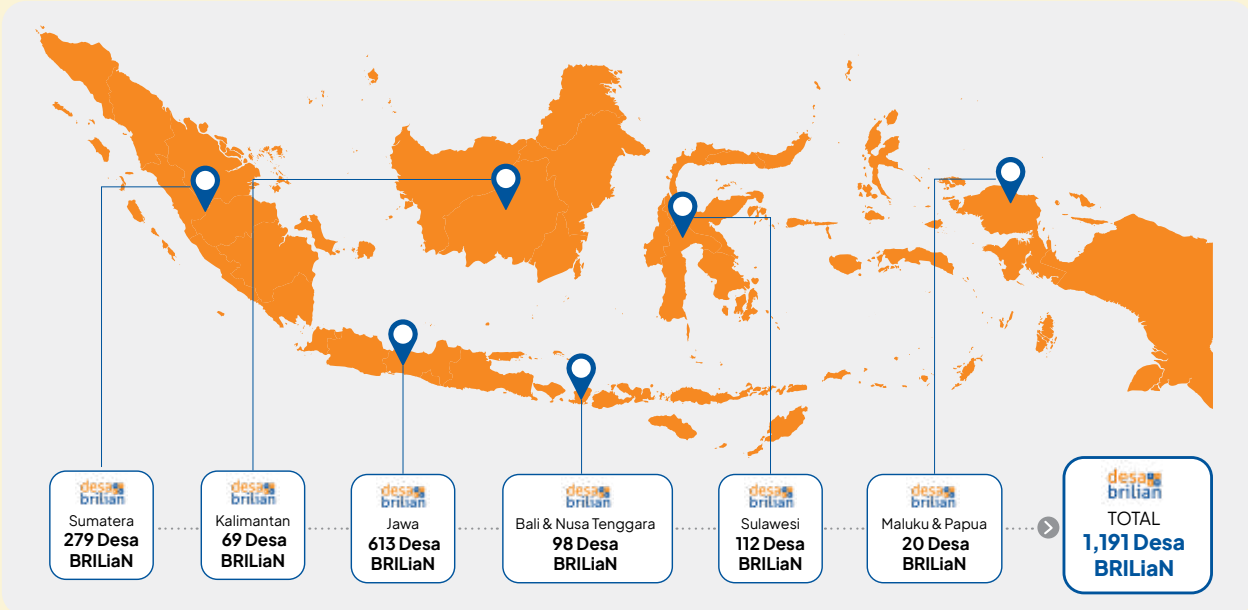 desa
brilian
Sumatera
279 Desa
BRILiaN
desa
brilian
Kalimantan
69 Desa
BRILiaN
desa
brilian
Jawa
613 Desa
BRILiaN
desa
brilian
Bali & Nusa Tenggara
98 Desa
BRILiaN
desa
brilian
Sulawesi
112 Desa
BRILiaN
desa
brilian
Maluku & Papua
20 Desa
BRILiaN
desa
brilian
TOTAL
1,191 Desa
BRILiaN